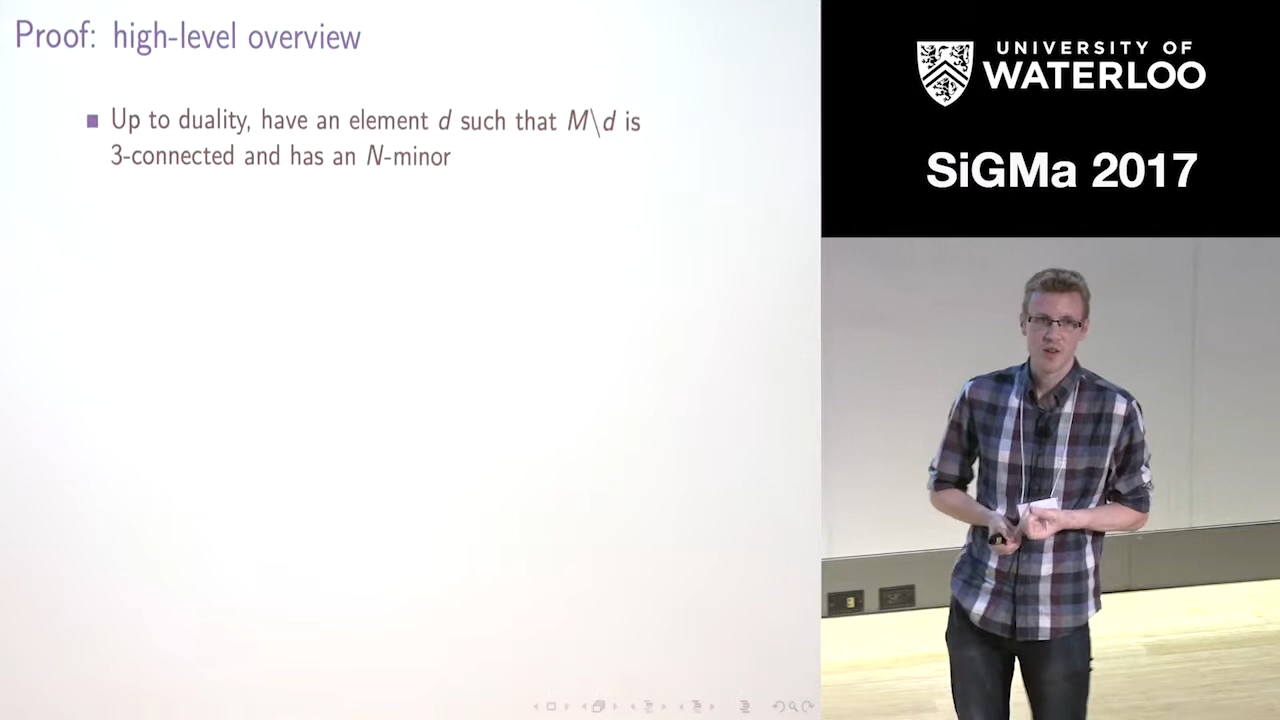 Proof: high-level overview
Up to duality, have an element d such that M\d is
3-connected and has an N-minor
UNIVERSITY OF
WATERLOO
SiGMa 2017